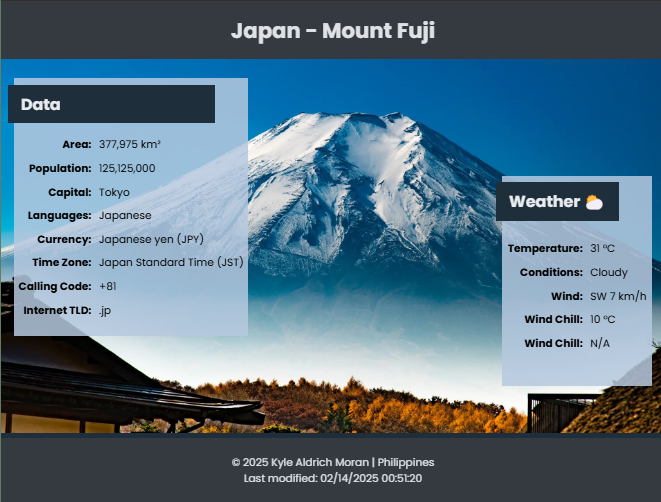 Japan - Mount Fuji
Data
Area: 377,975 km²
Population: 125,125,000
Capital: Tokyo
Languages: Japanese
Currency: Japanese yen (JPY)
Time Zone: Japan Standard Time (JST)
Calling Code: +81
Internet TLD: .jp
Weather
Temperature: 31 °C
Conditions: Cloudy
Wind: SW 7 km/h
Wind Chill: 10 °C
Wind Chill: N/A
© 2025 Kyle Aldrich Moran | Philippines
Last modified: 02/14/2025 00:51:20